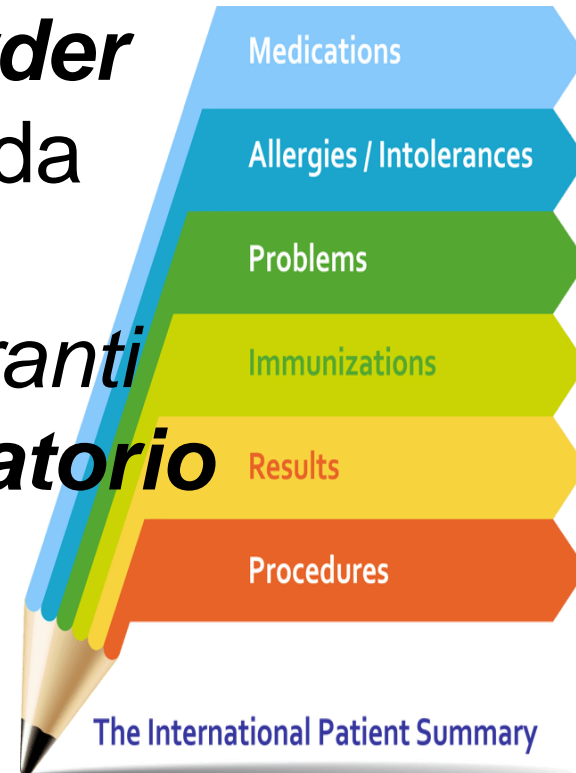 der
Medications
da
Allergies / Intolerances
Problems
ranti
Immunizations
atorio
Results
Procedures
The International Patient Summary